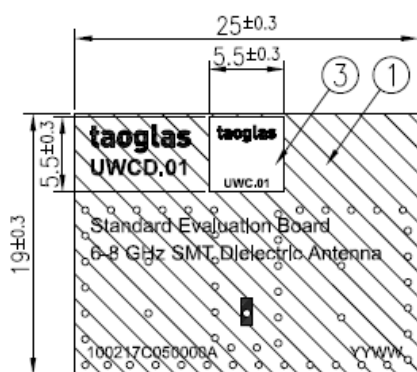 25±0.3
5.5±0.3
3
1
5.5±0.3
19±0.3
taoglas
UWCD.01
taoglas
UWC.01
Standard Evaluation Board
6-8 GHz SMT Dielectric Antenna
100217C050000A
YYWW